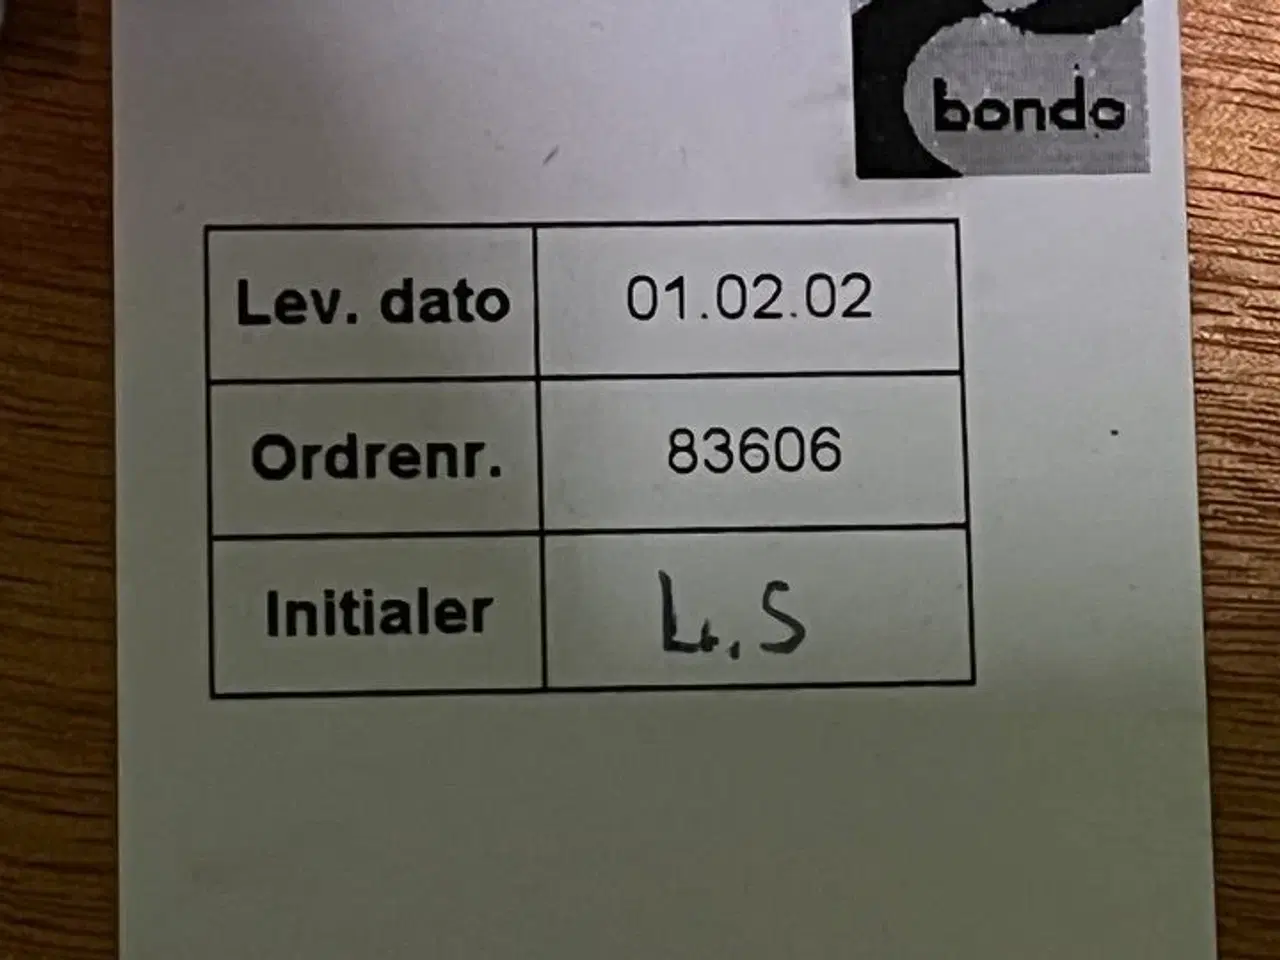 bondo
Lev. dato 01.02.02
Ordrenr. 83606
Initialer L.S